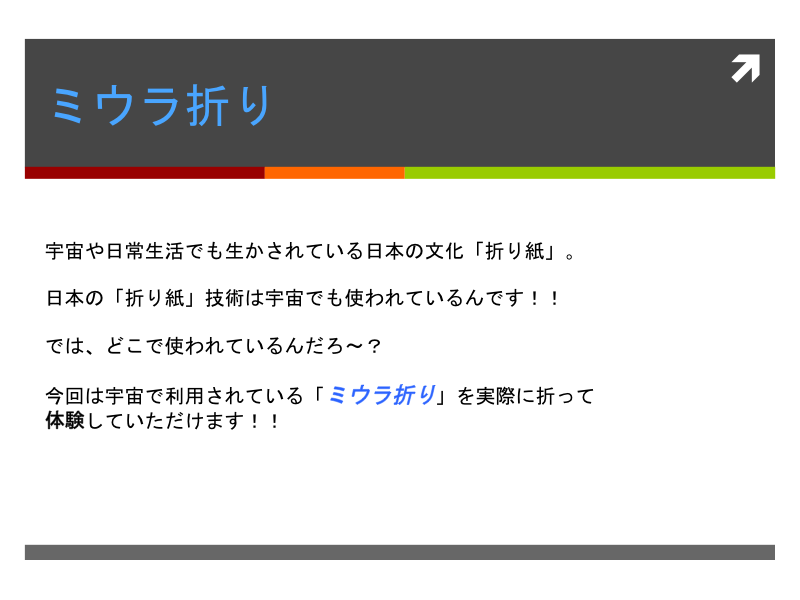 ミウラ折り
宇宙や日常生活でも生かされている日本の文化「折り紙」。
日本の「折り紙」技術は宇宙でも使われているんです！！
では、どこで使われているんだろ～？
今回は宇宙で利用されている「ミウラ折り」を実際に折って
体験していただけます！！